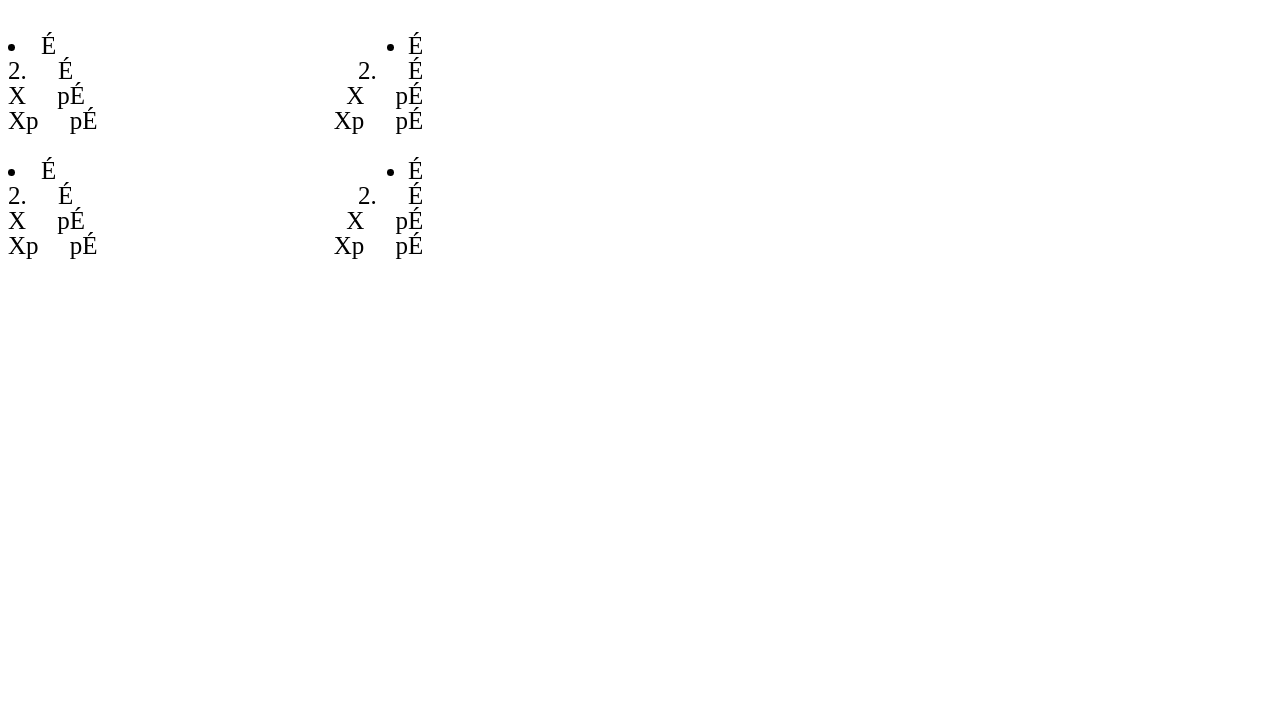 • É
2. É
X pÉ
Xp pÉ
• É
2. É
X pÉ
Xp pÉ
• É
2. É
X pÉ
Xp pÉ
• É
2. É
X pÉ
Xp pÉ